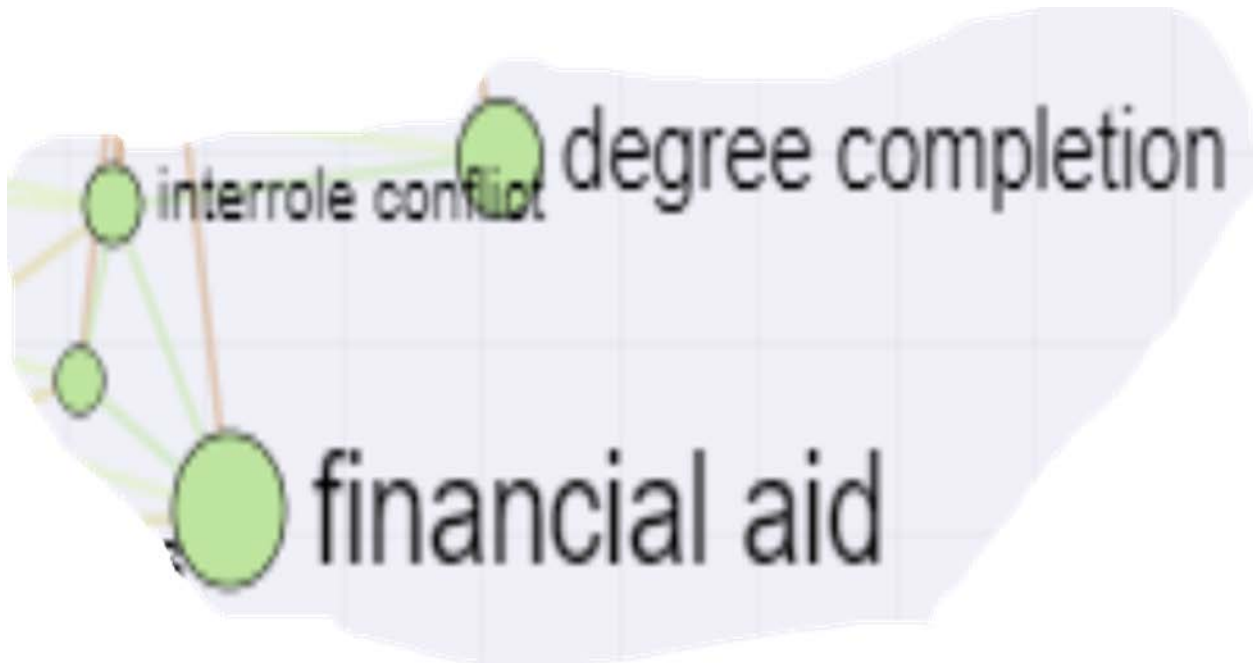 degree completion
interrole conflict
financial aid